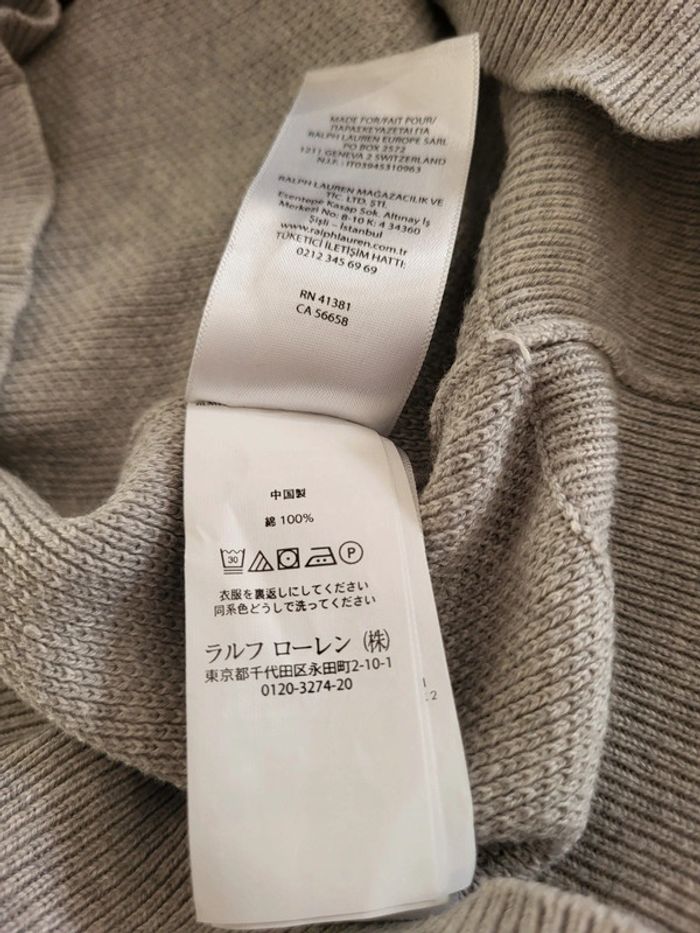 MADE FOR/FAIT POUR/
ΠΑΡΑΣΚΕΥΑΖΕΤΑΙ ΓΙΑ
RALPH LAUREN EUROPE SARL
PO BOX 2572
1211 GENEVA 2 SWITZERLAND
N.I.F. : IT03945310963
RALPH LAUREN MAĞAZACILIK VE
TİC. LTD. ŞTİ.
Esentepe Kasap Sok. Altınay İş
Merkezi No: 8-10 K: 4 34360
Şişli – İstanbul
www.ralphlauren.com.tr
TÜKETİCİ İLETİŞİM HATTI:
0212 345 69 69
RN 41381
CA 56658
中国製
綿 100%
30 P
衣服を裏返しにしてください
同系色どうしで洗ってください
ラルフ ローレン (株)
東京都千代田区永田町2-10-1
0120-3274-20